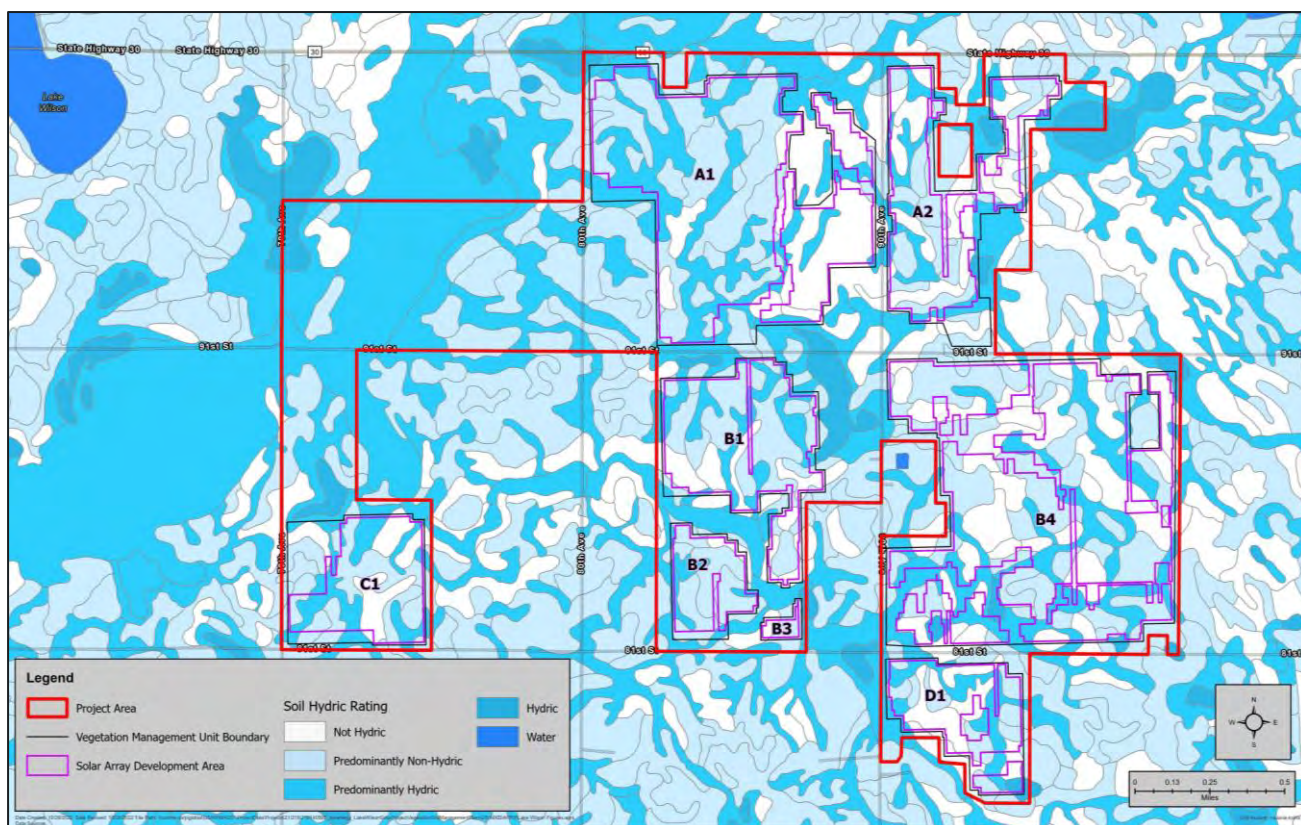 State Highway 30
State Highway 30
30
State Highway 30
Lake
Wilson
A1
A2
70th Ave
80th Ave
90th Ave
91st St
91st St
91st St
91st St
B1
B4
B2
B3
C1
80th Ave
81st St
81st St
81st St
81st
D1
Legend
Project Area
Vegetation Management Unit Boundary
Solar Array Development Area
Soil Hydric Rating
Not Hydric
Predominantly Non-Hydric
Predominantly Hydric
Hydric
Water
N
W E
S
0 0.13 0.25 0.5
Miles